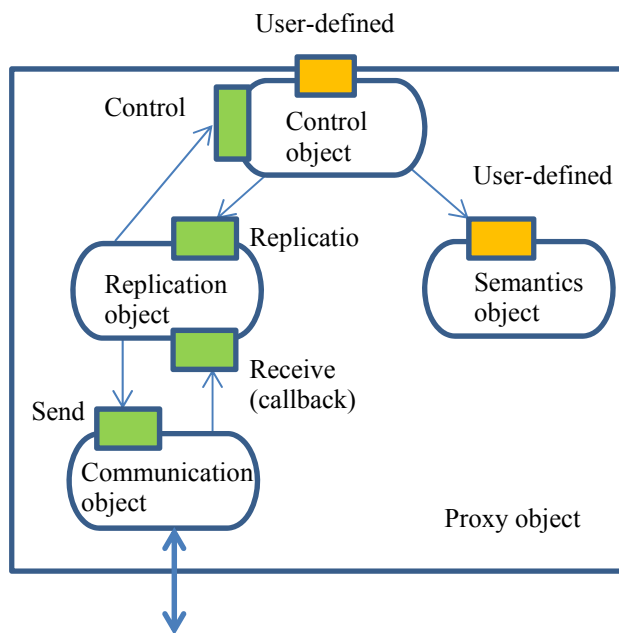 User-defined
Control
Control
object
User-defined
Replicatio
Replication
object
Semantics
object
Receive
(callback)
Send
Communication
object
Proxy object